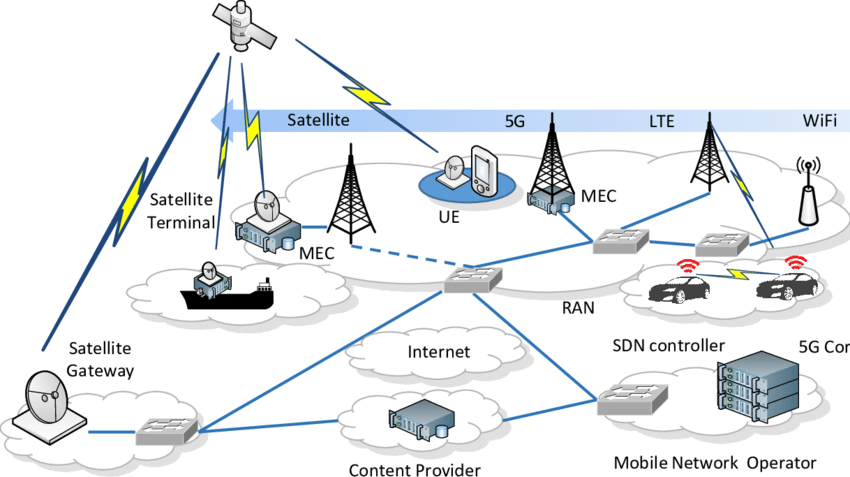 Satellite 5G LTE WiFi
Satellite
Terminal
MEC
UE
MEC
RAN
Satellite
Gateway
Internet
SDN controller
5G Cor
Content Provider
Mobile Network Operator